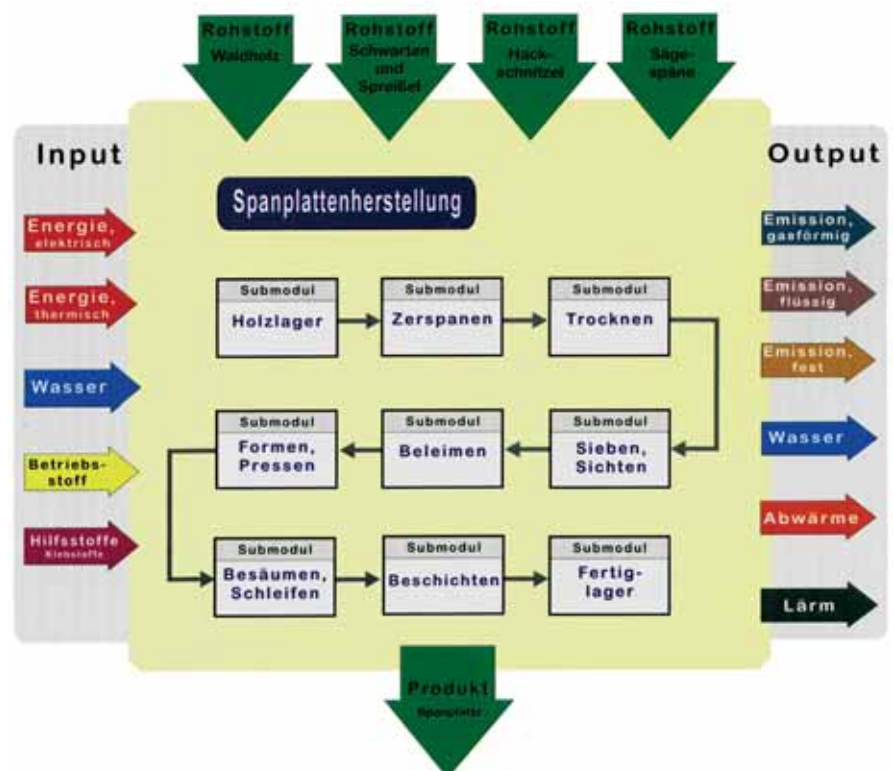 Rohstoff
Waldholz
Rohstoff
Schwarten
und
Spreißel
Rohstoff
Hack-
schnitzel
Rohstoff
Säge-
späne
Input
Output
Spanplattenherstellung
Energie,
elektrisch
Energie,
thermisch
Wasser
Betriebs-
stoff
Hilfsstoffe
Klebstoffe
Submodul
Holzlager
Submodul
Zerspanen
Submodul
Trocknen
Submodul
Formen,
Pressen
Submodul
Beleimen
Submodul
Sieben,
Sichten
Submodul
Besäumen,
Schleifen
Submodul
Beschichten
Submodul
Fertig-
lager
Emission,
gasförmig
Emission,
flüssig
Emission,
fest
Wasser
Abwärme
Lärm
Produkt
Spanplatte